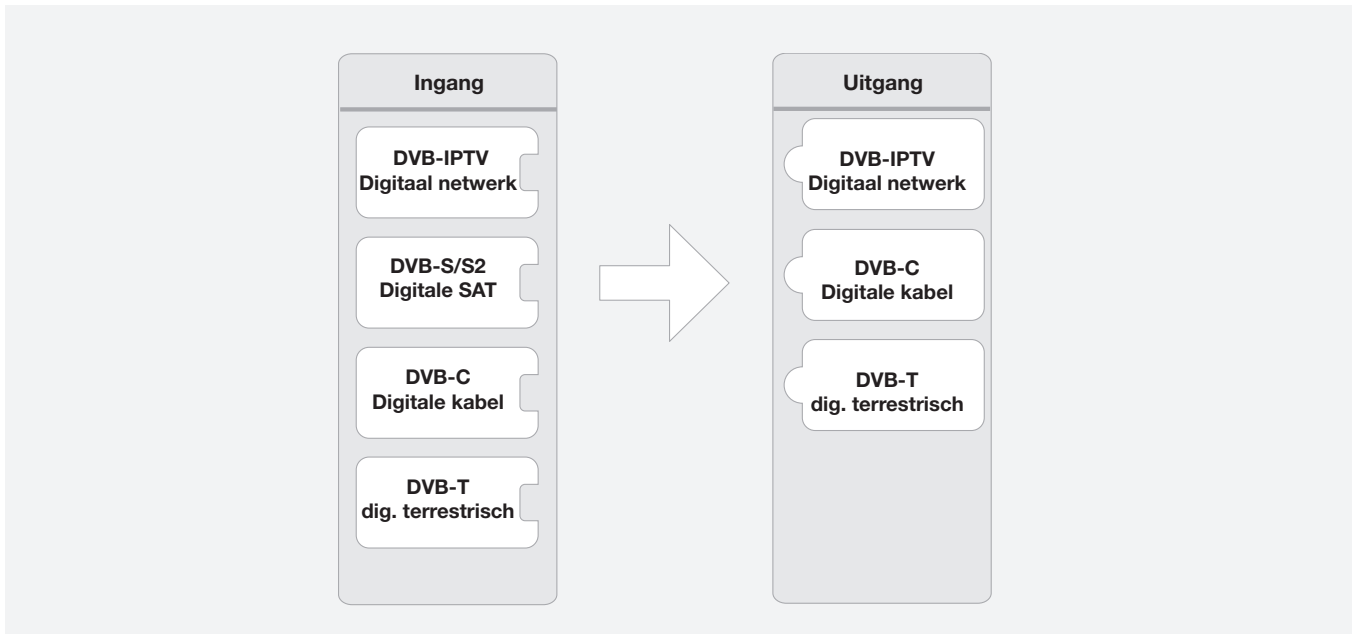 Ingang
DVB-IPTV
Digitaal netwerk
DVB-S/S2
Digitale SAT
DVB-C
Digitale kabel
DVB-T
dig. terrestrisch
Uitgang
DVB-IPTV
Digitaal netwerk
DVB-C
Digitale kabel
DVB-T
dig. terrestrisch